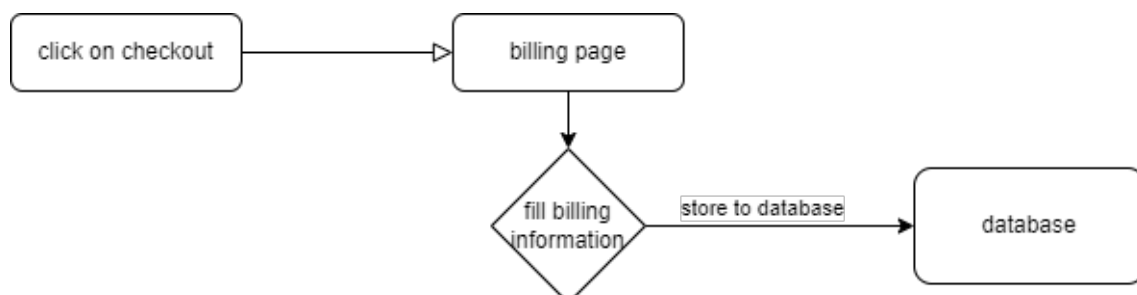 click on checkout
billing page
fill billing
information
store to database
database